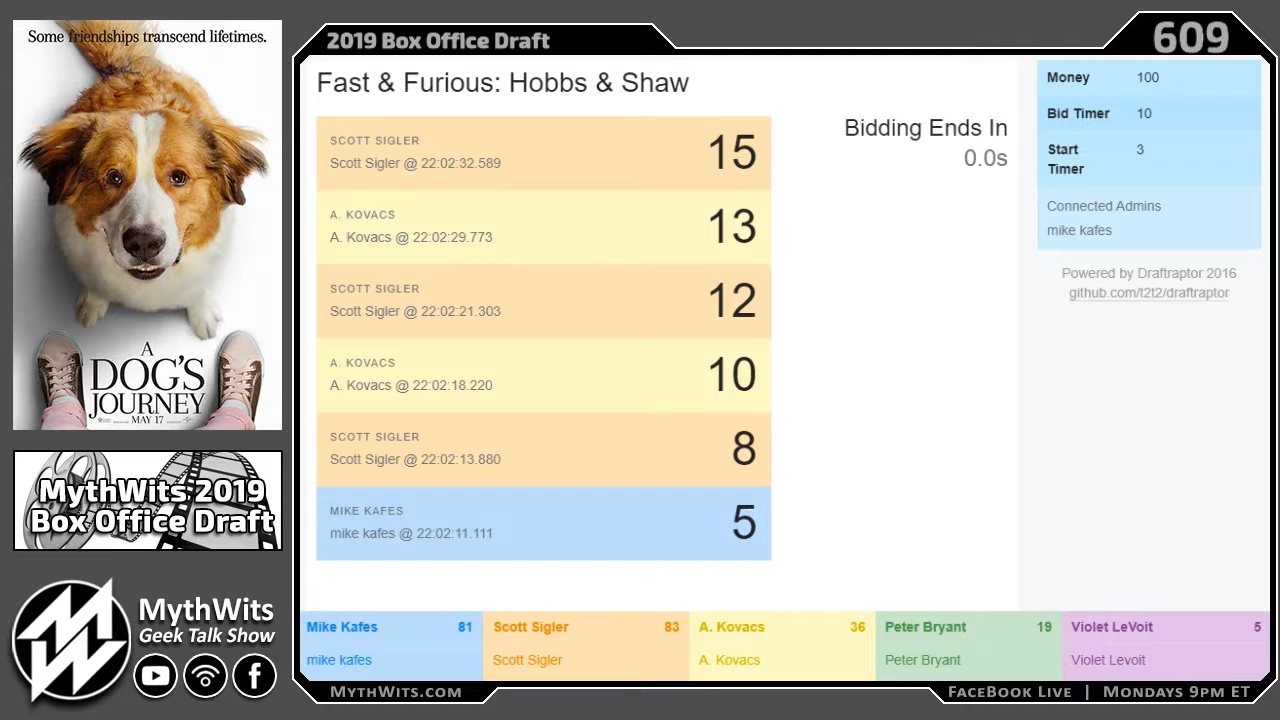 Some friendships transcend lifetimes.
A
DOG'S
JOURNEY
MAY 17
MythWits 2019
Box Office Draft
MythWits
Geek Talk Show
2019 Box Office Draft
609
Fast & Furious: Hobbs & Shaw
SCOTT SIGLER
Scott Sigler @ 22:02:32.589
15
A. KOVACS
A. Kovacs @ 22:02:29.773
13
SCOTT SIGLER
Scott Sigler @ 22:02:21.303
12
A. KOVACS
A. Kovacs @ 22:02:18.220
10
SCOTT SIGLER
Scott Sigler @ 22:02:13.880
8
MIKE KAFES
mike kafes @ 22:02:11.111
5
Bidding Ends In
0.0s
Money 100
Bid Timer 10
Start Timer 3
Connected Admins
mike kafes
Powered by Draftraptor 2016
github.com/t2t2/draftraptor
Mike Kafes 81
mike kafes
Scott Sigler 83
Scott Sigler
A. Kovacs 36
A. Kovacs
Peter Bryant 19
Peter Bryant
Violet LeVoit 5
Violet Levoit
MYTHWITS.COM
FACEBOOK LIVE | MONDAYS 9PM ET